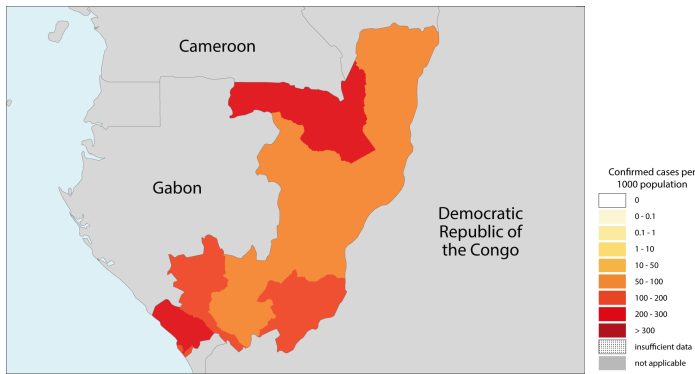 Cameroon
Gabon
Democratic
Republic of
the Congo
Confirmed cases per
1000 population
0
0 - 0.1
0.1 - 1
1 - 10
10 - 50
50 - 100
100 - 200
200 - 300
> 300
insufficient data
not applicable